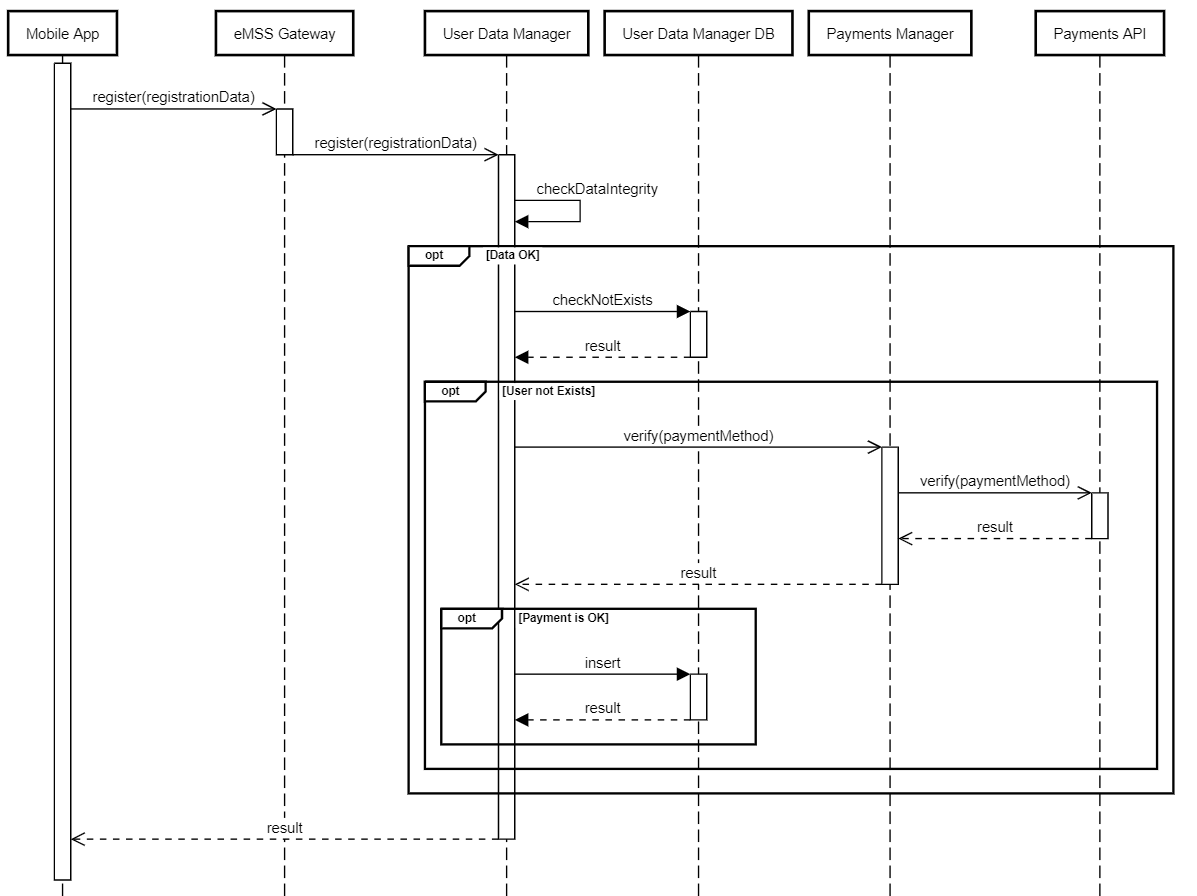 Mobile App
eMSS Gateway
User Data Manager
User Data Manager DB
Payments Manager
Payments API
register(registrationData)
register(registrationData)
checkDataIntegrity
opt
[Data OK]
checkNotExists
result
opt
[User not Exists]
verify(paymentMethod)
verify(paymentMethod)
result
result
opt
[Payment is OK]
insert
result
result